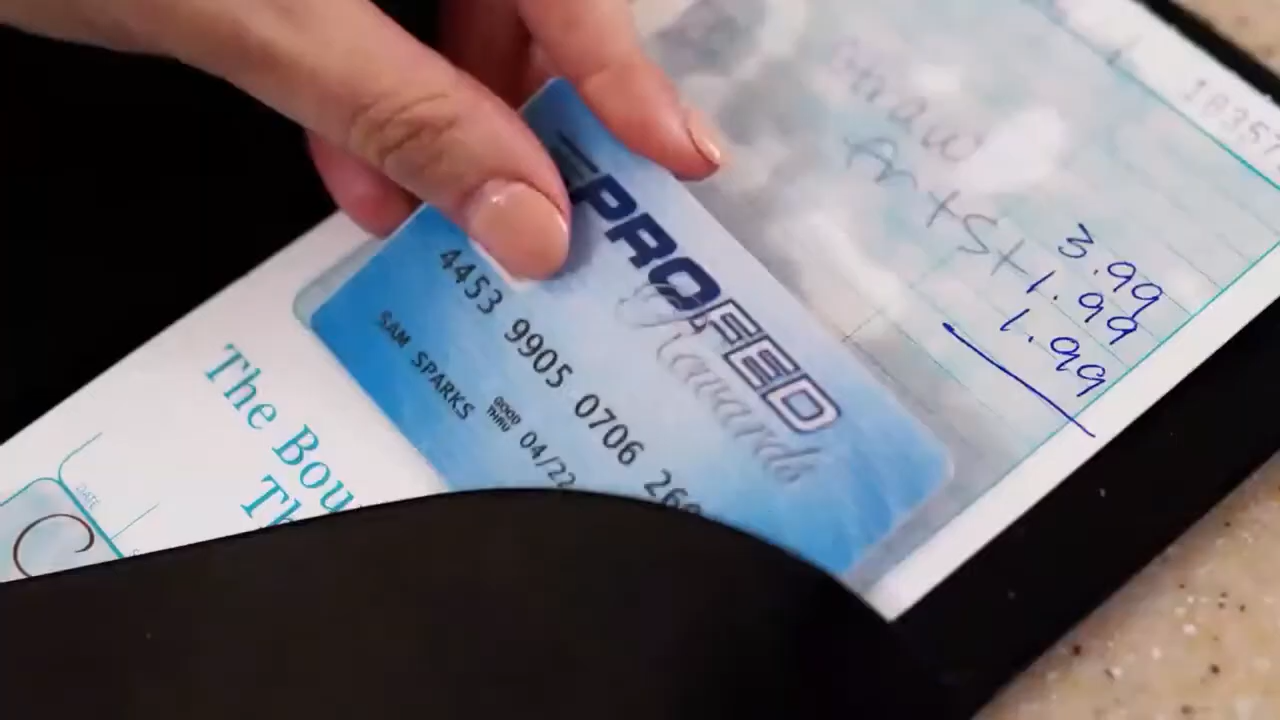 PROFED
Rewards
4453 9905 0706
SAM SPARKS
GOOD
THRU
04/22
The Bou
Th
DATE
3.99
1.99
1.99